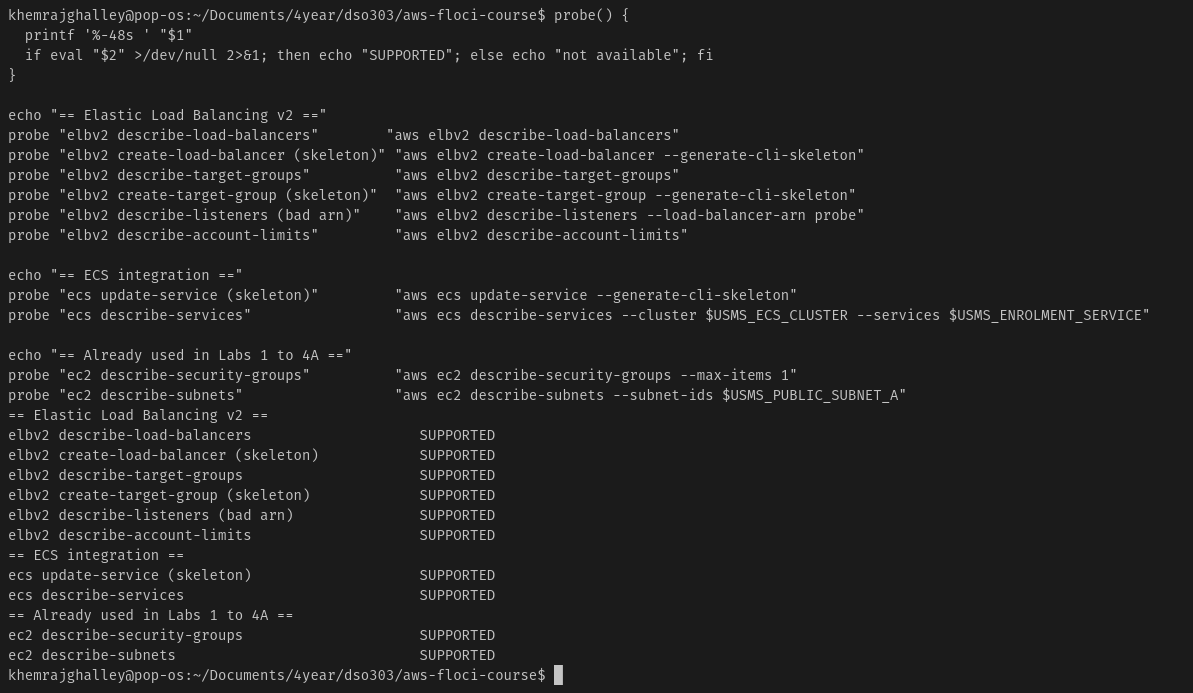 khemrajghalley@pop-os:~/Documents/4year/dso303/aws-floci-course$ probe() {
  printf '%-48s ' "$1"
  if eval "$2" >/dev/null 2>&1; then echo "SUPPORTED"; else echo "not available"; fi
}

echo "== Elastic Load Balancing v2 =="
probe "elbv2 describe-load-balancers"        "aws elbv2 describe-load-balancers"
probe "elbv2 create-load-balancer (skeleton)" "aws elbv2 create-load-balancer --generate-cli-skeleton"
probe "elbv2 describe-target-groups"          "aws elbv2 describe-target-groups"
probe "elbv2 create-target-group (skeleton)"  "aws elbv2 create-target-group --generate-cli-skeleton"
probe "elbv2 describe-listeners (bad arn)"    "aws elbv2 describe-listeners --load-balancer-arn probe"
probe "elbv2 describe-account-limits"         "aws elbv2 describe-account-limits"

echo "== ECS integration =="
probe "ecs update-service (skeleton)"         "aws ecs update-service --generate-cli-skeleton"
probe "ecs describe-services"                 "aws ecs describe-services --cluster $USMS_ECS_CLUSTER --services $USMS_ENROLMENT_SERVICE"

echo "== Already used in Labs 1 to 4A =="
probe "ec2 describe-security-groups"          "aws ec2 describe-security-groups --max-items 1"
probe "ec2 describe-subnets"                  "aws ec2 describe-subnets --subnet-ids $USMS_PUBLIC_SUBNET_A"
== Elastic Load Balancing v2 ==
elbv2 describe-load-balancers                    SUPPORTED
elbv2 create-load-balancer (skeleton)            SUPPORTED
elbv2 describe-target-groups                     SUPPORTED
elbv2 create-target-group (skeleton)             SUPPORTED
elbv2 describe-listeners (bad arn)               SUPPORTED
elbv2 describe-account-limits                    SUPPORTED
== ECS integration ==
ecs update-service (skeleton)                    SUPPORTED
ecs describe-services                            SUPPORTED
== Already used in Labs 1 to 4A ==
ec2 describe-security-groups                     SUPPORTED
ec2 describe-subnets                             SUPPORTED
khemrajghalley@pop-os:~/Documents/4year/dso303/aws-floci-course$